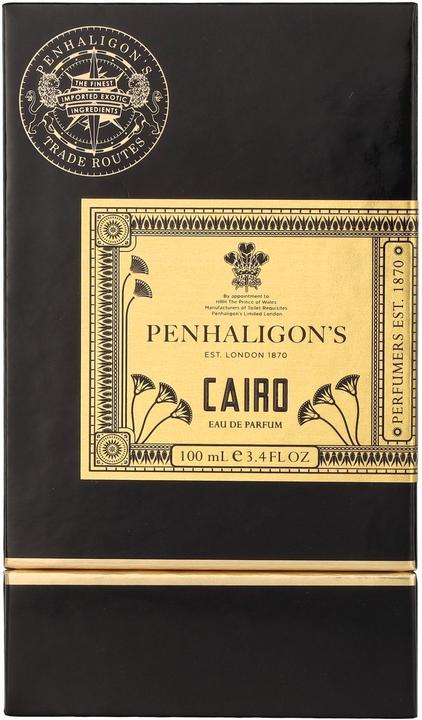 PENHALIGON'S
THE FINEST
IMPORTED EXOTIC
INGREDIENTS
TRADE ROUTES
By appointment to
HRH The Prince of Wales
Manufacturers of Toilet Requisites
Penhaligon's Limited London
PENHALIGON'S
EST. LONDON 1870
CAIRO
EAU DE PARFUM
100 mL e 3.4 FL OZ
PERFUMERS EST. 1870